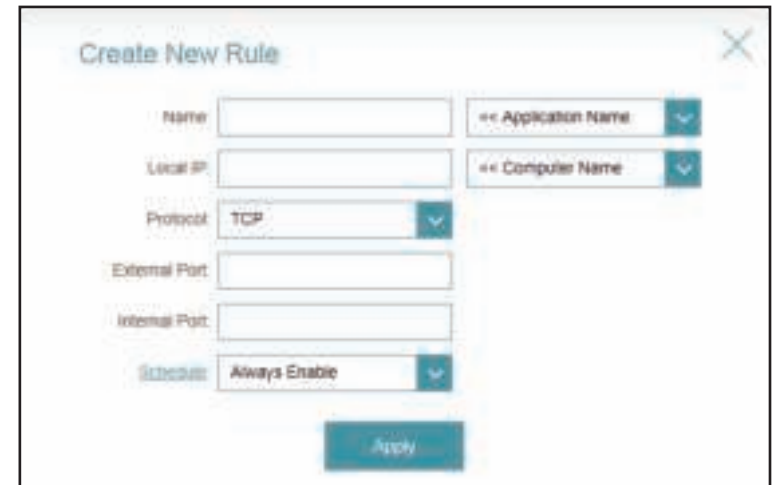 Create New Rule
Name << Application Name
Local IP << Computer Name
Protocol TCP
External Port
Internal Port
Schedule Always Enable
Apply